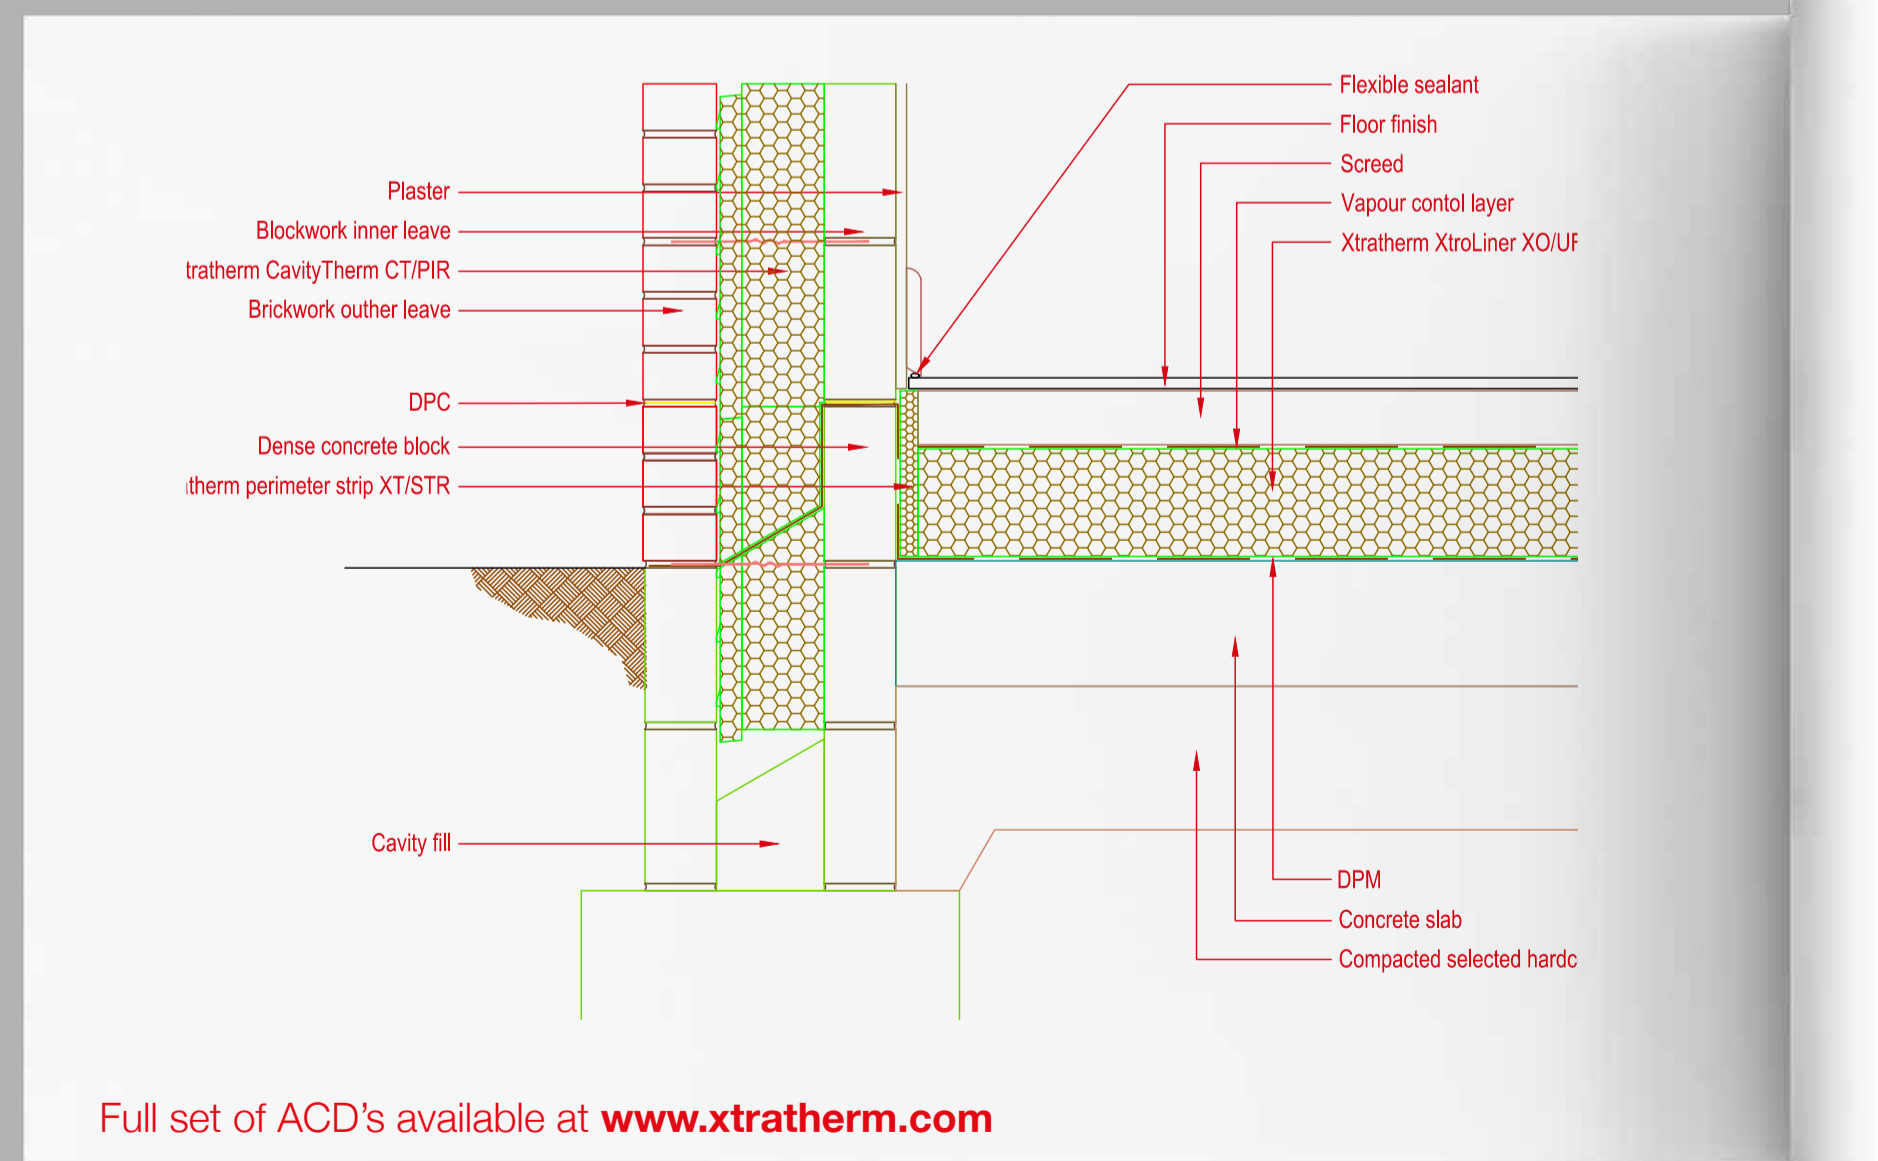 Plaster
Blockwork inner leave
tratherm CavityTherm CT/PIR
Brickwork outher leave
DPC
Dense concrete block
therm perimeter strip XT/STR
Cavity fill
Flexible sealant
Floor finish
Screed
Vapour contol layer
Xtratherm XtroLiner XO/UF
DPM
Concrete slab
Compacted selected hardc
Full set of ACD’s available at www.xtratherm.com